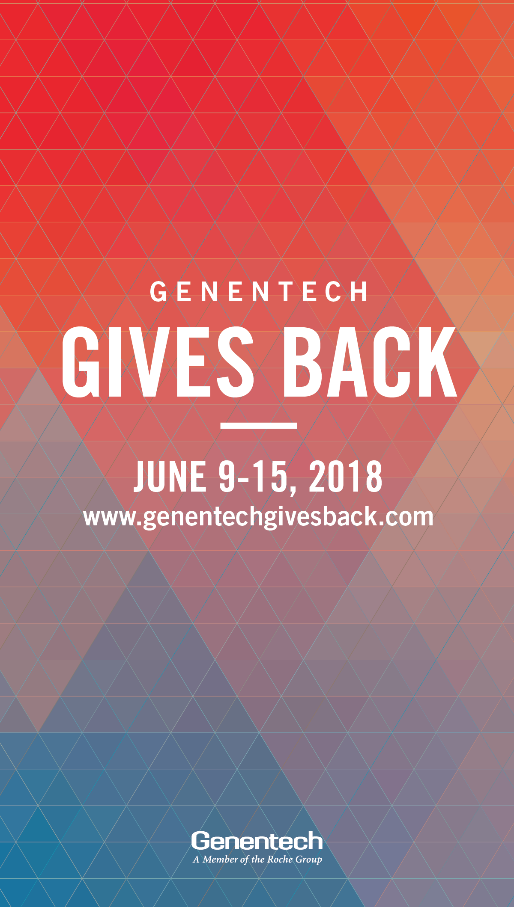 GENENTECH
GIVES BACK
JUNE 9-15, 2018
www.genentechgivesback.com
Genentech
A Member of the Roche Group